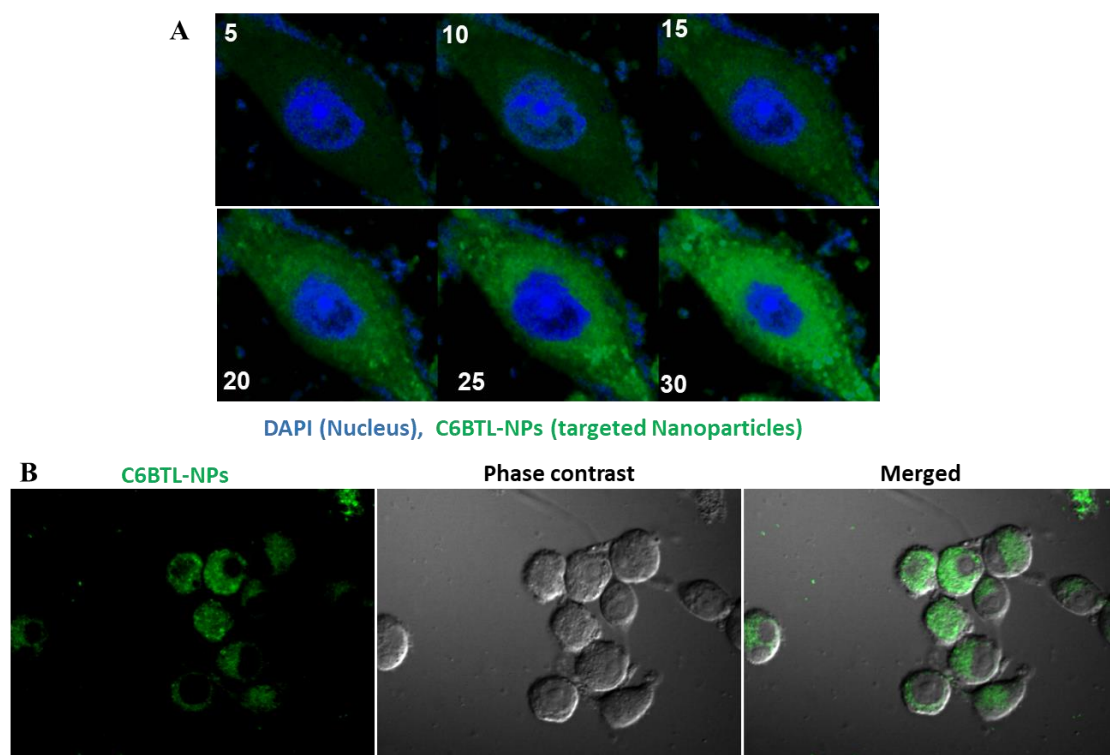 A
5 10 15
20 25 30
DAPI (Nucleus), C6BTL-NPs (targeted Nanoparticles)
B
C6BTL-NPs Phase contrast Merged